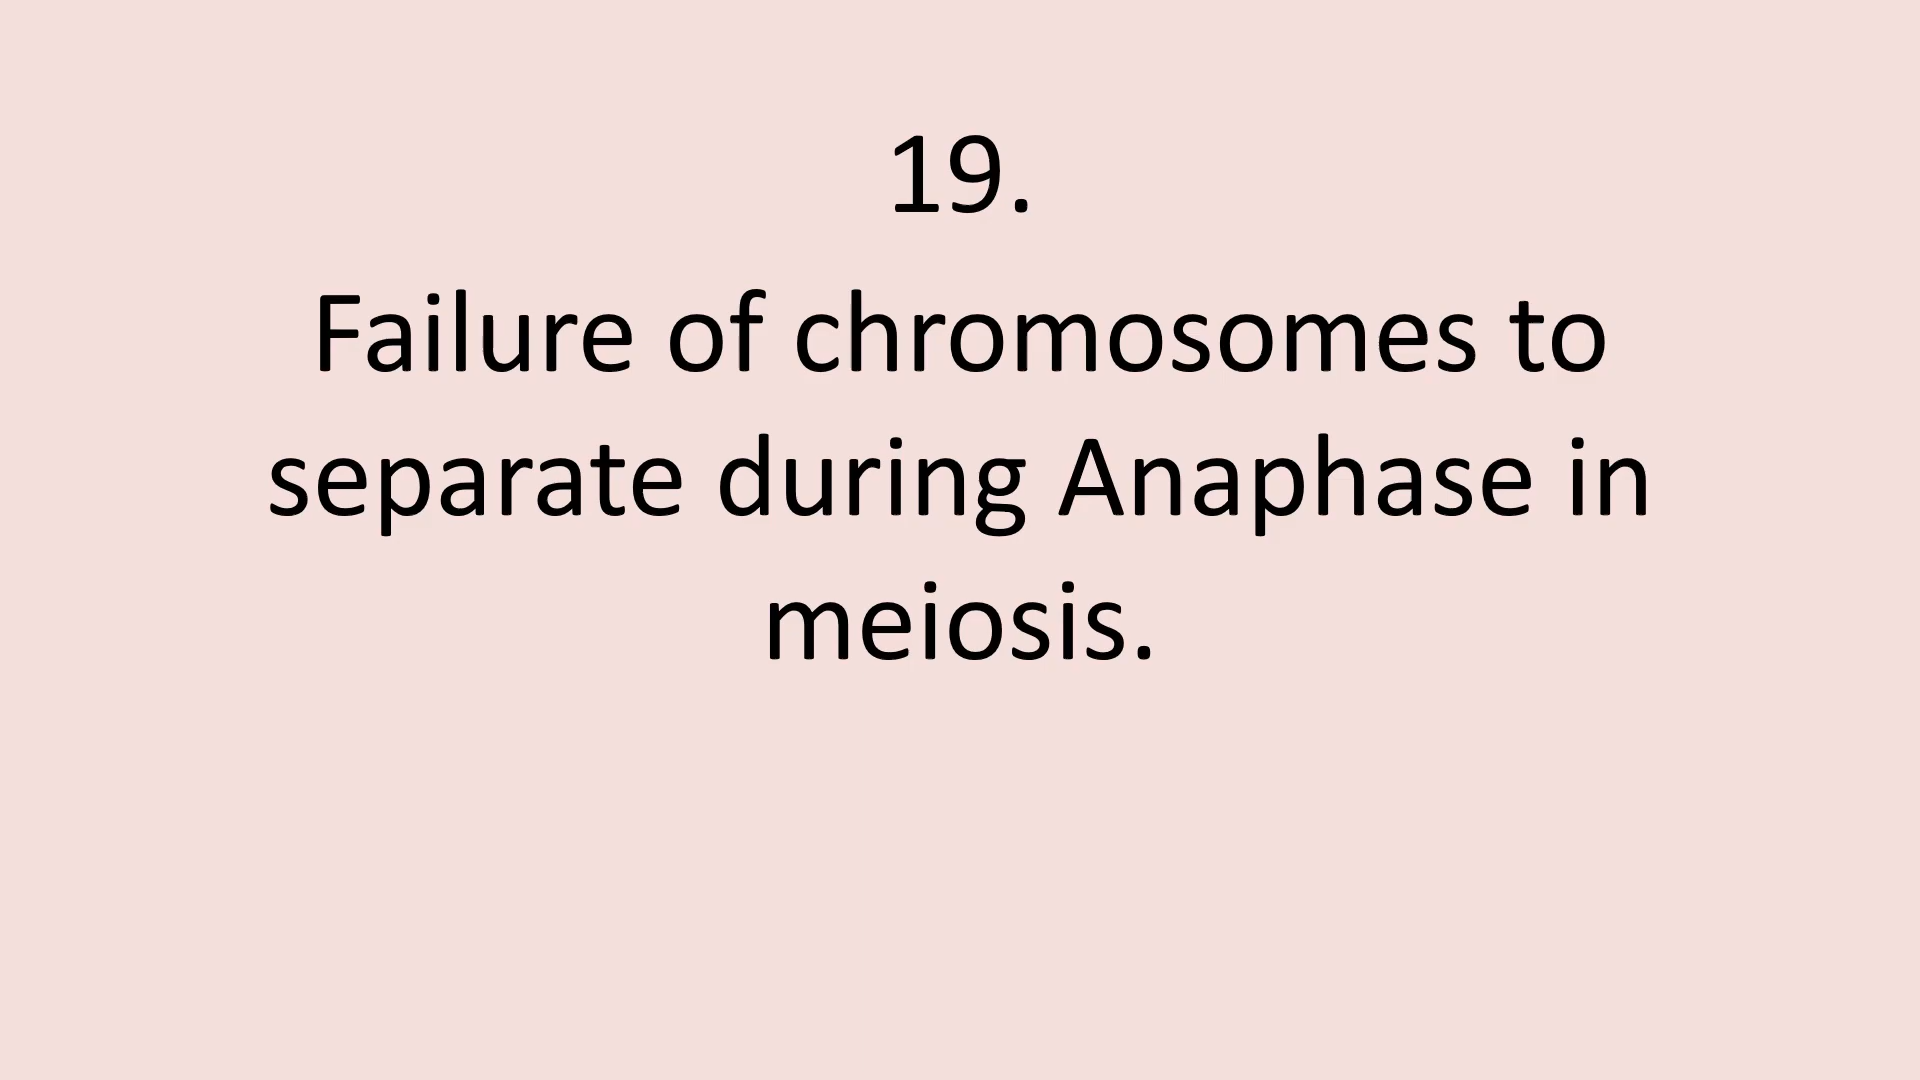 19.
Failure of chromosomes to
separate during Anaphase in
meiosis.